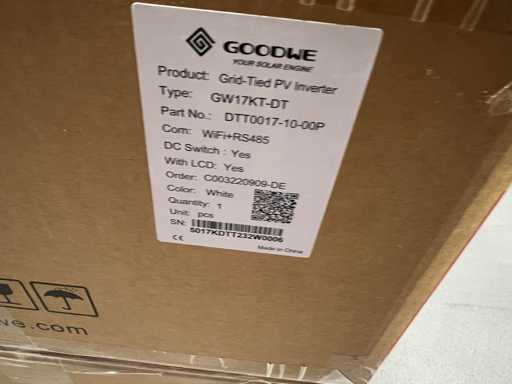 GOODWE
YOUR SOLAR ENGINE
Product: Grid-Tied PV Inverter
Type: GW17KT-DT
Part No.: DTT0017-10-00P
Com: WiFi+RS485
DC Switch : Yes
With LCD: Yes
Order: C003220909-DE
Color: White
Quantity: 1
Unit: pcs
SN:
5017KDTT232W0006
CE
Made in China
we.com